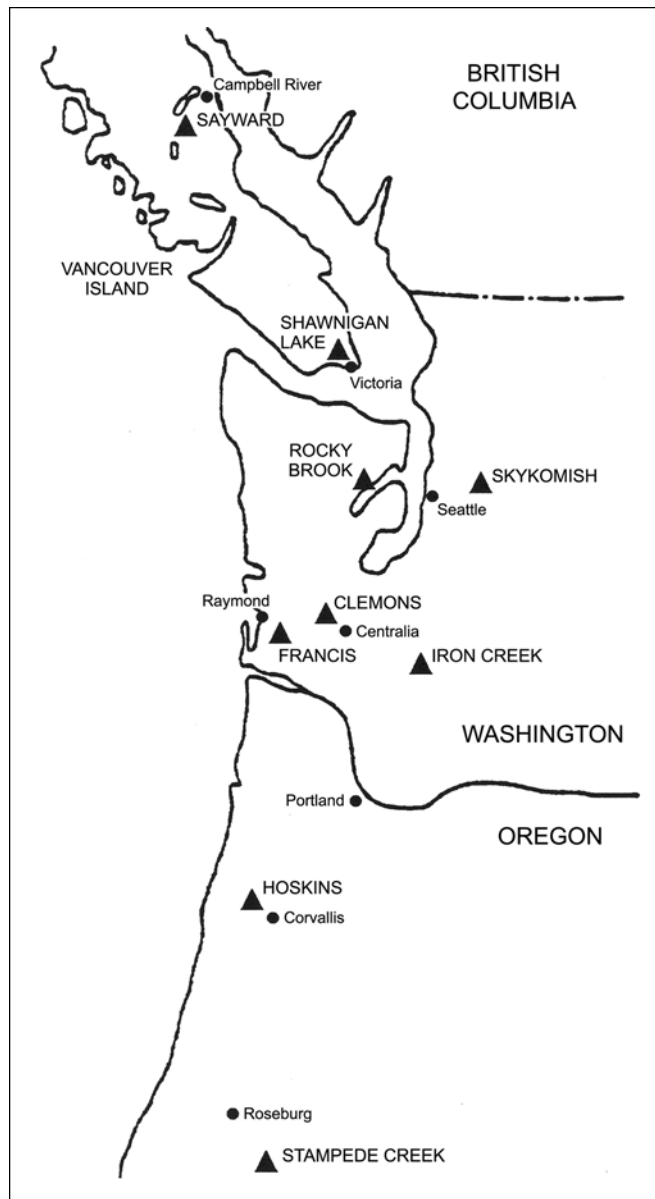 Campbell River
BRITISH
COLUMBIA
SAYWARD
VANCOUVER
ISLAND
SHAWNIGAN
LAKE
Victoria
ROCKY
BROOK
SKYKOMISH
Seattle
CLEMONS
Raymond
Centralia
FRANCIS
IRON CREEK
WASHINGTON
Portland
OREGON
HOSKINS
Corvallis
Roseburg
STAMPEDE CREEK